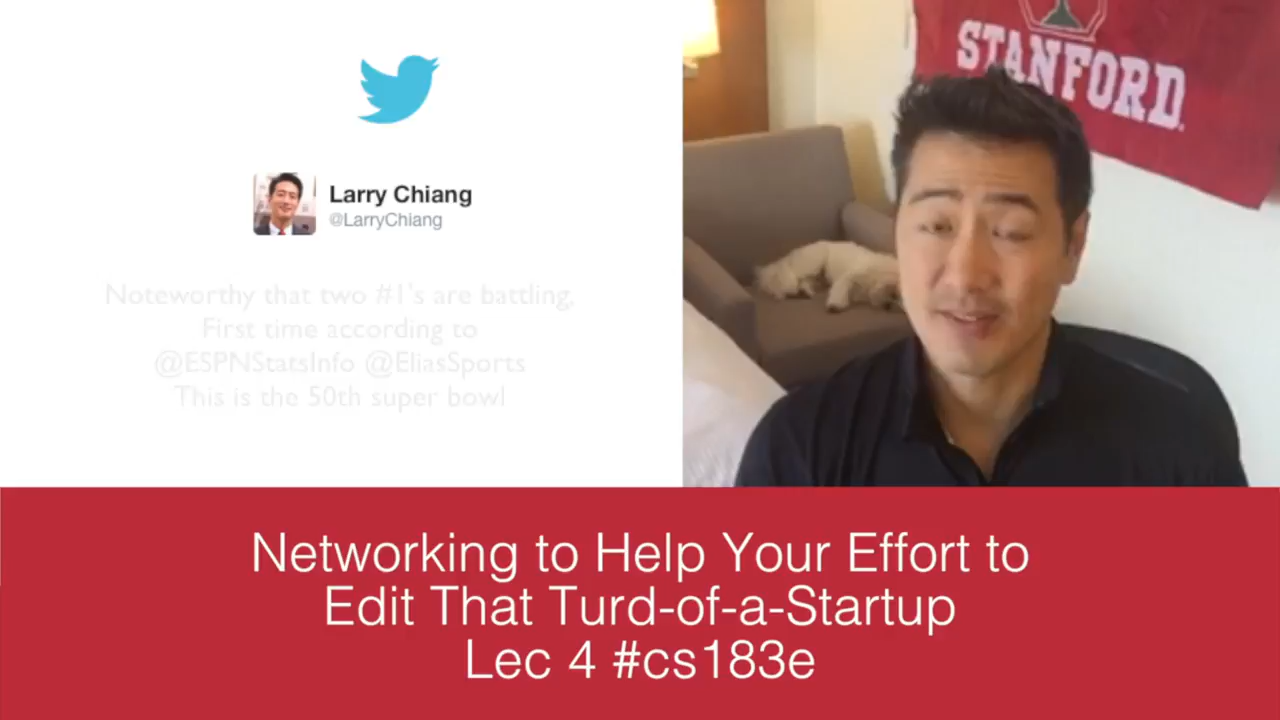 Larry Chiang
@LarryChiang
Noteworthy that two #1's are battling,
First time according to
@ESPNStatsInfo @EliasSports
This is the 50th super bowl
STANFORD
Networking to Help Your Effort to
Edit That Turd-of-a-Startup
Lec 4 #cs183e